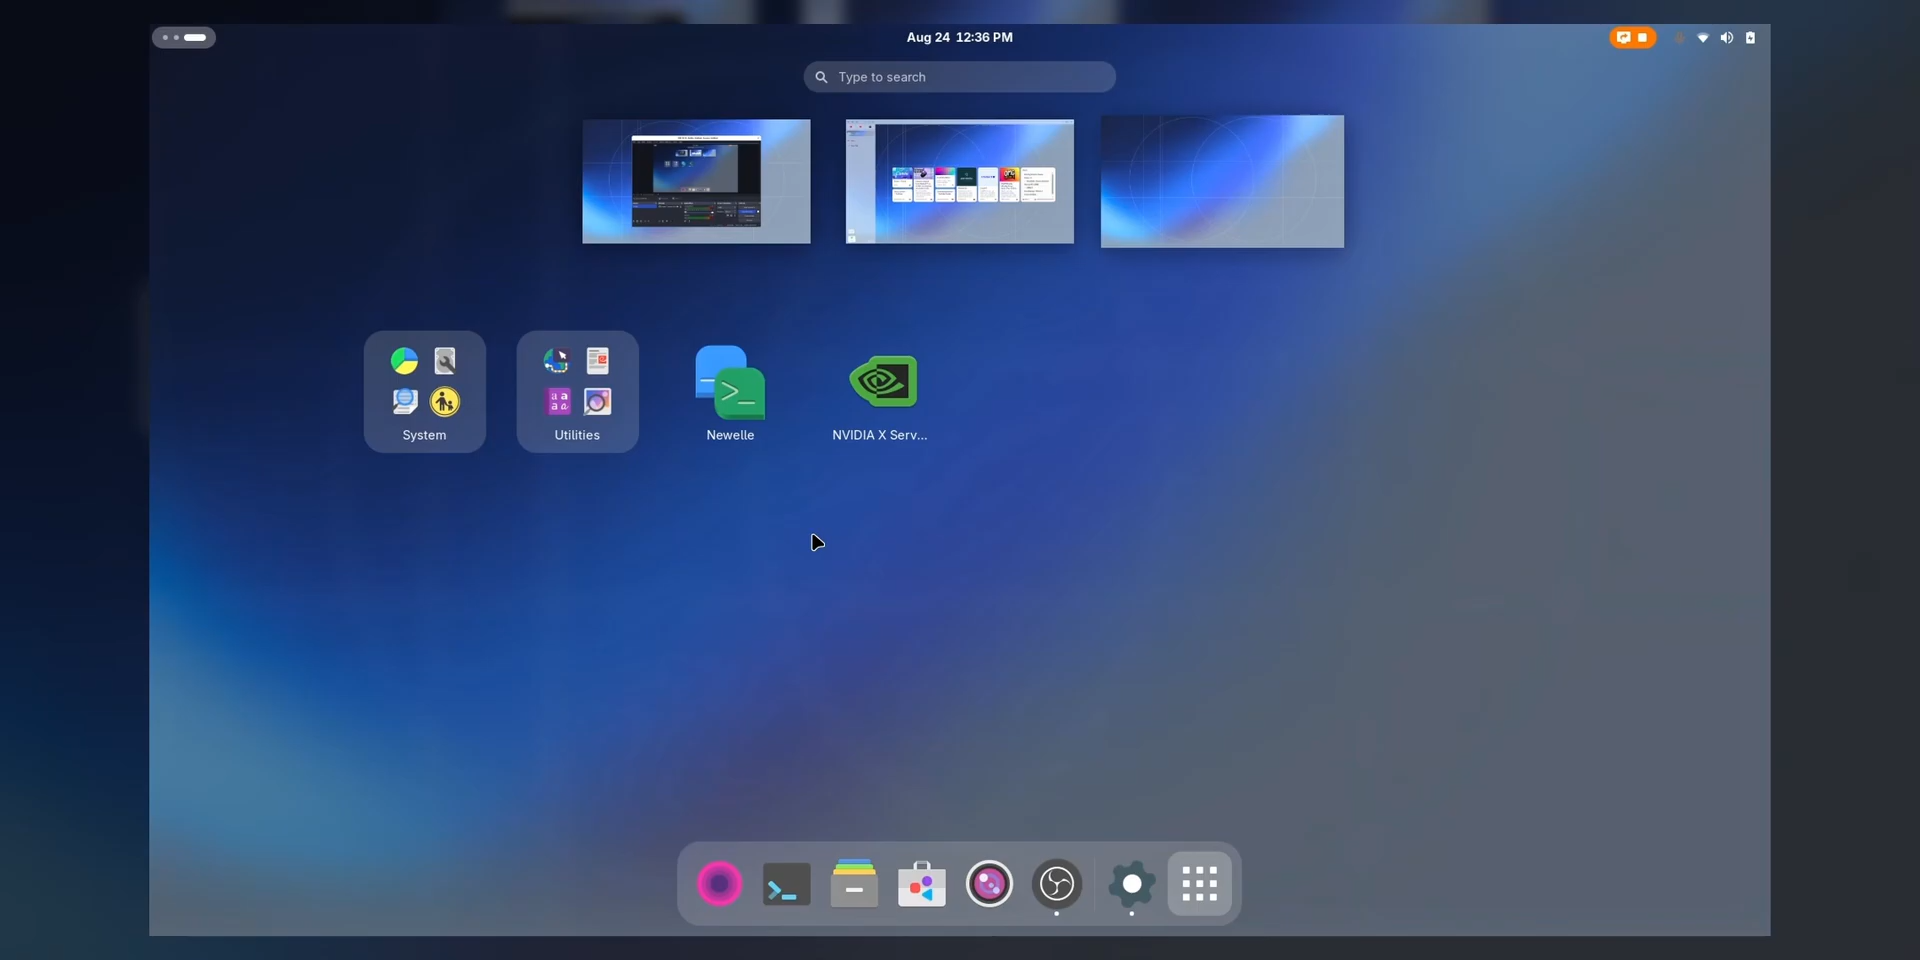 Aug 24 12:36 PM
Type to search
System
Utilities
Newelle
NVIDIA X Serv...